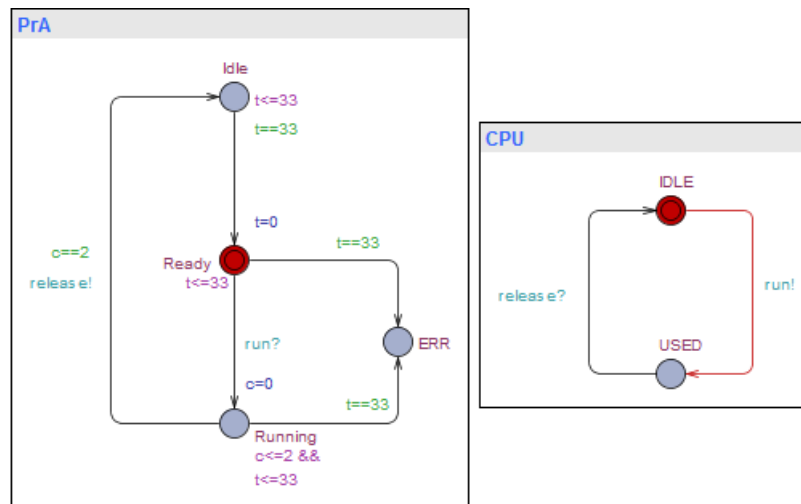 PrA
Idle
t<=33
t==33
t=0
c==2
release!
Ready
t<=33
t==33
run?
ERR
c=0
t==33
Running
c<=2 &&
t<=33
CPU
IDLE
release?
run!
USED